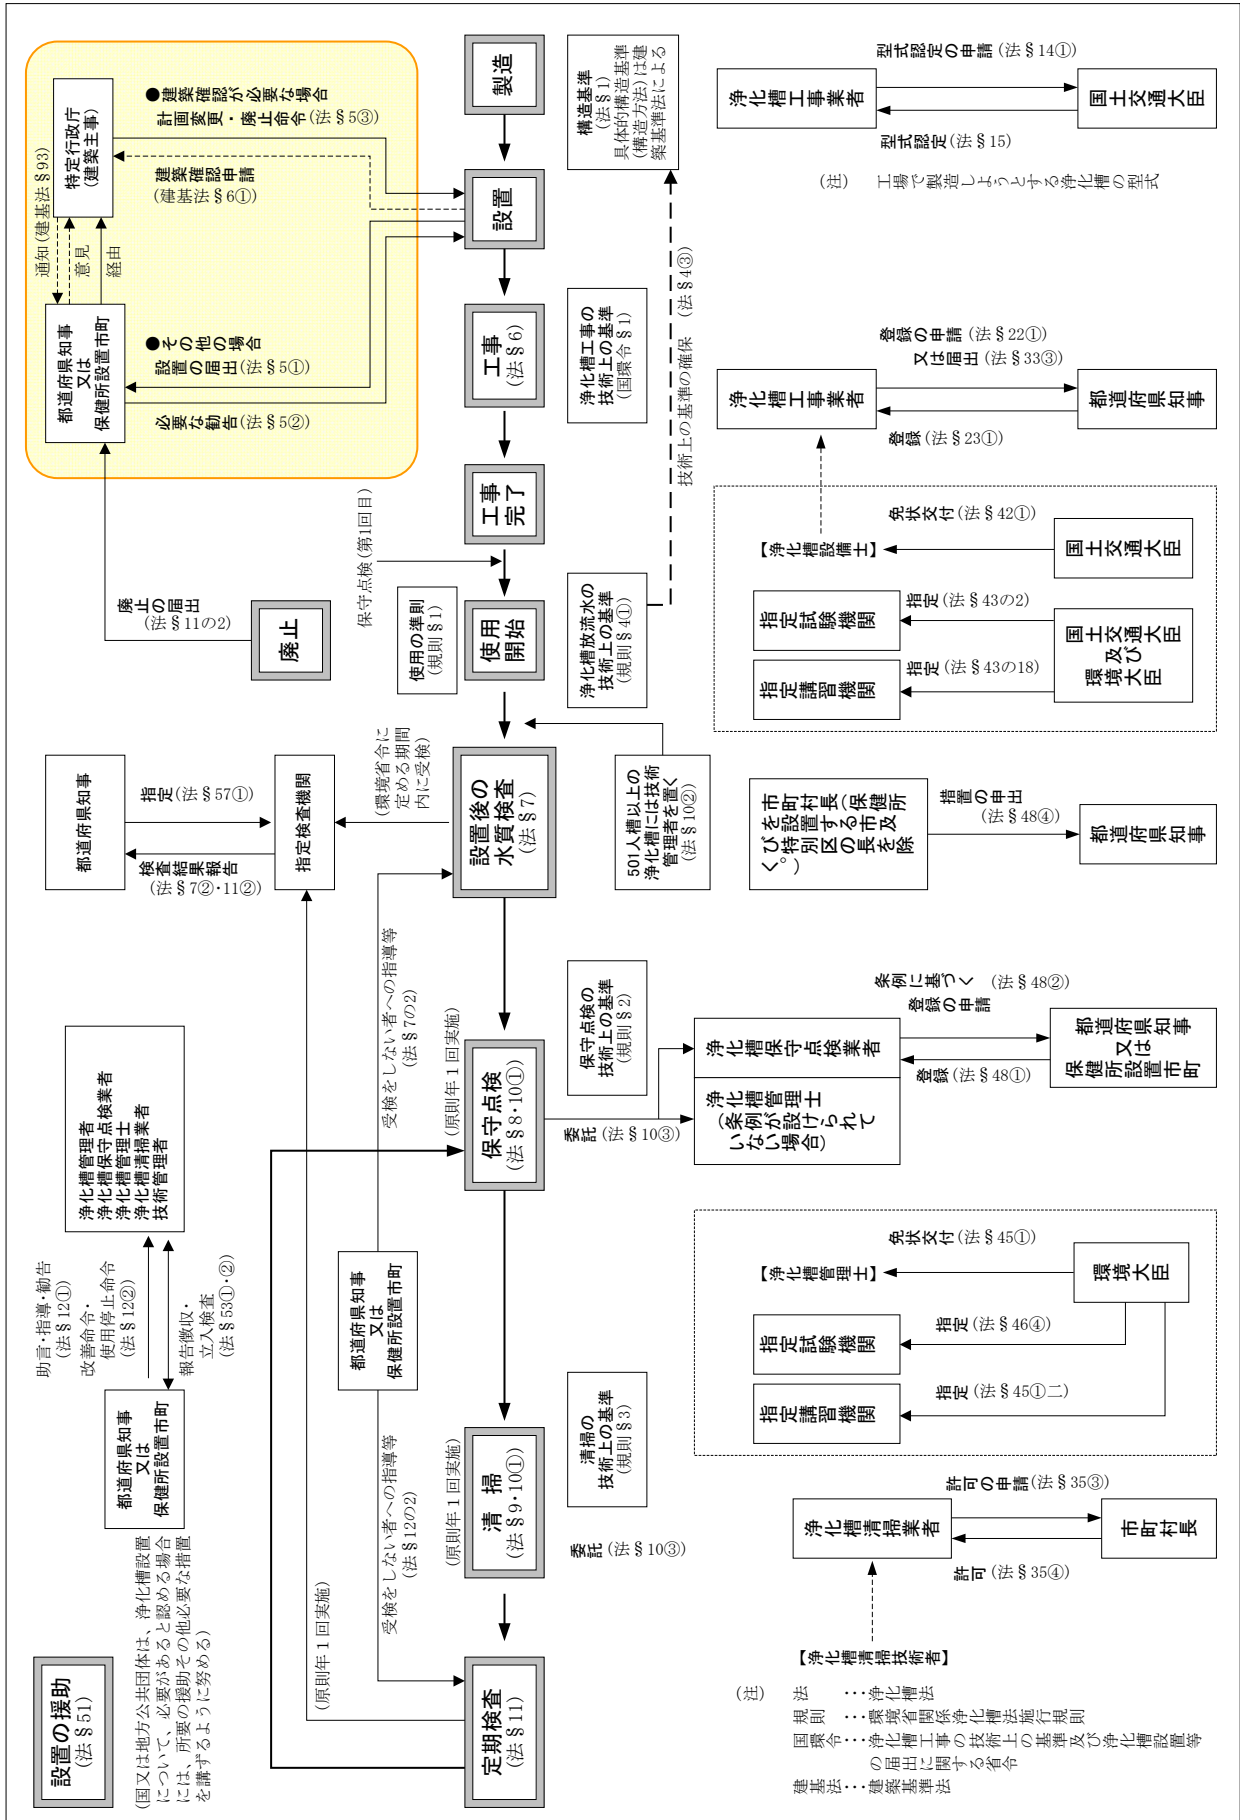 設置の援助
(法§51)
(国又は地方公共団体は、浄化槽設置
について、必要があると認める場合
には、所要の援助その他必要な措置
を講ずるように努める)
助言・指導・勧告
(法§12①)
改善命令・
使用停止命令
(法§12②)
報告徴収・
立入検査
(法§53①・②)
都道府県知事
又は
保健所設置市町
浄化槽管理者
浄化槽保守点検業者
浄化槽管理士
浄化槽清掃業者
技術管理者
都道府県知事
指定(法§57①)
検査結果報告
(法§7②・11②)
指定検査機関
(環境省令に
定める期間
内に受検)
廃止の届出
(法§11の2)
廃止
都道府県知事
又は
保健所設置市町
通知(建基法§93)
意見
経由
特定行政庁
(建築主事)
●その他の場合
設置の届出(法§5①)
必要な勧告(法§5②)
●建築確認が必要な場合
計画変更・廃止命令(法§5③)
建築確認申請
(建基法§6①)
(原則年1回実施)
受検をしない者への指導等
(法§12の2)
都道府県知事
又は
保健所設置市町
受検をしない者への指導等
(法§7の2)
保守点検(第1回目)
使用の準則
(規則§1)
定期検査
(法§11)
(原則年1回実施)
清掃
(法§9・10①)
(原則年1回実施)
保守点検
(法§8・10①)
設置後の
水質検査
(法§7)
使用
開始
工事
完了
工事
(法§6)
設置
製造
委託(法§10③)
清掃の
技術上の基準
(規則§3)
委託(法§10③)
保守点検の
技術上の基準
(規則§2)
501人槽以上の
浄化槽には技術
管理者を置く
(法§10②)
浄化槽放流水の
技術上の基準
(規則§4①)
技術上の基準の確保 (法§4③)
浄化槽工事の
技術上の基準
(国環令§1)
構造基準
(法§1)
具体的構造基準
(構造方法)は建
築基準法による
【浄化槽清掃技術者】
浄化槽清掃業者
許可の申請(法§35③)
許可(法§35④)
市町村長
【浄化槽管理士】
免状交付(法§45①)
指定試験機関
指定(法§46④)
指定講習機関
指定(法§45①二)
環境大臣
浄化槽管理士
(条例が設けられて
いない場合)
浄化槽保守点検業者
条例に基づく (法§48②)
登録の申請
登録(法§48①)
都道府県知事
又は
保健所設置市町
市町村長(保健所
を設置する市及
び特別区の長を除
く。)
措置の申出
(法§48④)
都道府県知事
【浄化槽設備士】
免状交付(法§42①)
国土交通大臣
指定試験機関
指定(法§43の2)
指定講習機関
指定(法§43の18)
国土交通大臣
及び
環境大臣
浄化槽工事業者
登録の申請(法§22①)
又は届出(法§33③)
登録(法§23①)
都道府県知事
浄化槽工事業者
型式認定の申請(法§14①)
型式認定(法§15)
国土交通大臣
(注) 工場で製造しようとする浄化槽の型式
(注) 法 ・・・浄化槽法
規則 ・・・環境省関係浄化槽法施行規則
国環令・・・浄化槽工事の技術上の基準及び浄化槽設置等
の届出に関する省令
建基法・・・建築基準法